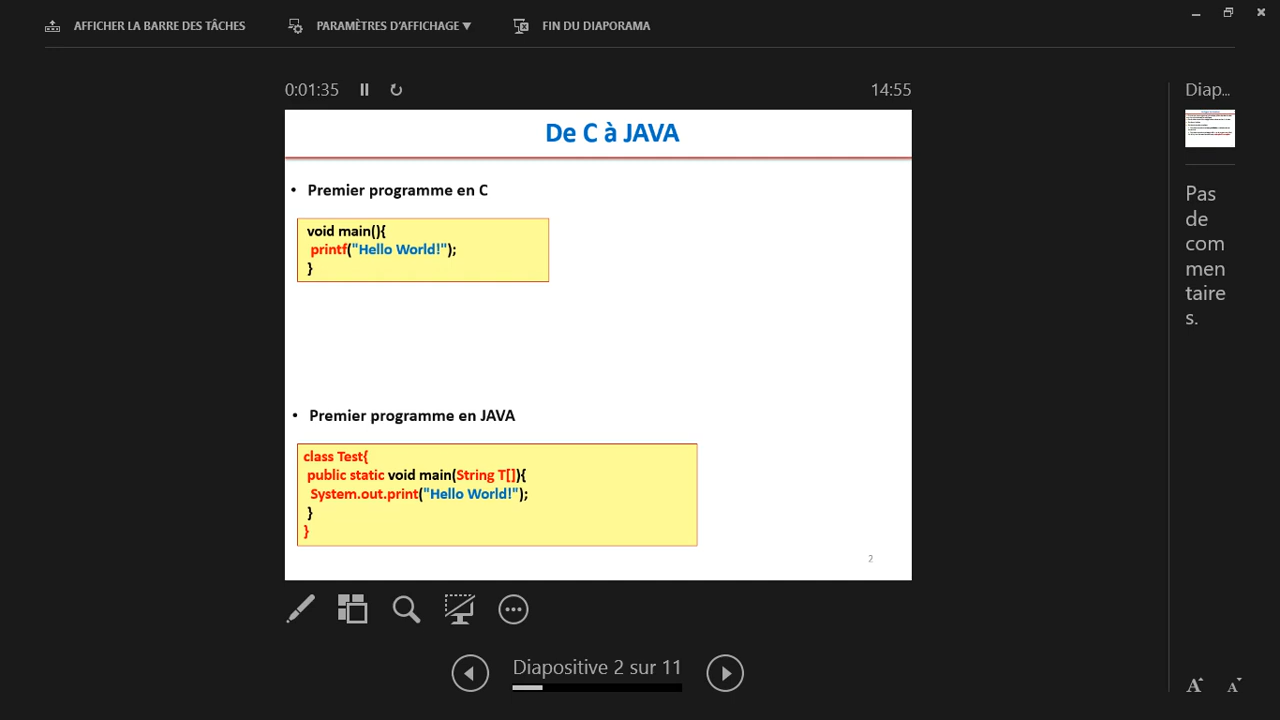 AFFICHER LA BARRE DES TÂCHES
PARAMÈTRES D'AFFICHAGE ▼
FIN DU DIAPORAMA
0:01:35
14:55
De C à JAVA
• Premier programme en C
void main(){
printf("Hello World!");
}
• Premier programme en JAVA
class Test{
public static void main(String T[]){
System.out.print("Hello World!");
}
}
2
Diapositive 2 sur 11
Diap...
Pas
de
com
men
taire
s.
A A